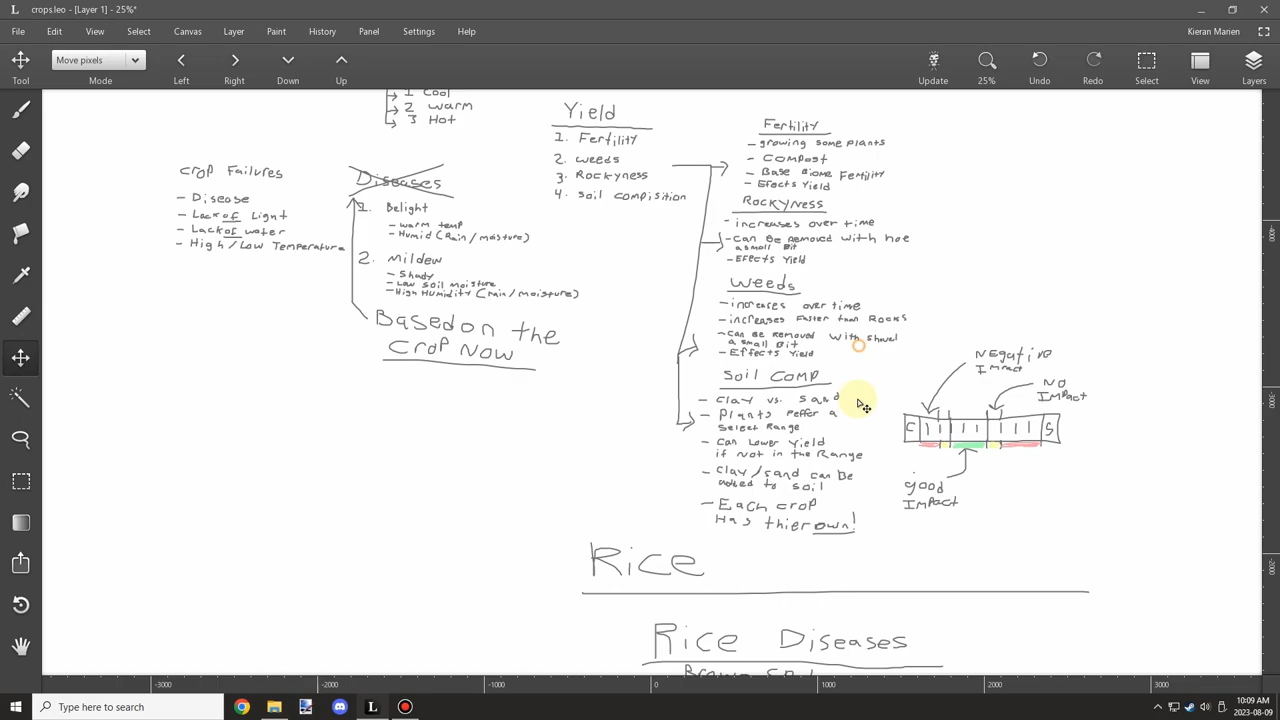 crops.leo - [Layer 1] - 25%*
File Edit View Select Canvas Layer Paint History Panel Settings Help
Kieran Manen
Move pixels
Tool Mode Left Right Down Up Update 25% Undo Redo Select View Layers
1 Cool
2 warm
3 Hot
Crop Failures
- Disease
- Lack of Light
- Lack of water
- High/Low Temperature
Diseases
1. Belight
- warm temp
- Humid (Rain/moisture)
2. Mildew
- Shady
- Low soil moisture
- High Humidity (Rain/moisture)
Based on the
Crop Now
Yield
1. Fertility
2. weeds
3. Rockyness
4. Soil Compisition
Fertility
- growing some plants
- Compost
- Base Biome Fertility
- Effects Yield
Rockyness
- increases over time
- Can Be removed with hoe
a small Bit
- Effects Yield
Weeds
- increases over time
- increases Faster than Rocks
- Can Be Removed with Shovel
a small Bit
- Effects Yield
Soil Comp
- Clay vs. Sand
- Plants Peffer a
Select Range
- Can Lower Yield
if Not in the Range
- Clay/Sand can Be
added to Soil
- Each crop
Has thier own!
Negative
Impact
No
Impact
C S
good
Impact
Rice
Rice Diseases
-3000 -2000 -1000 0 1000 2000 3000
-4000
-3000
-2000
Type here to search
10:09 AM
2023-08-09